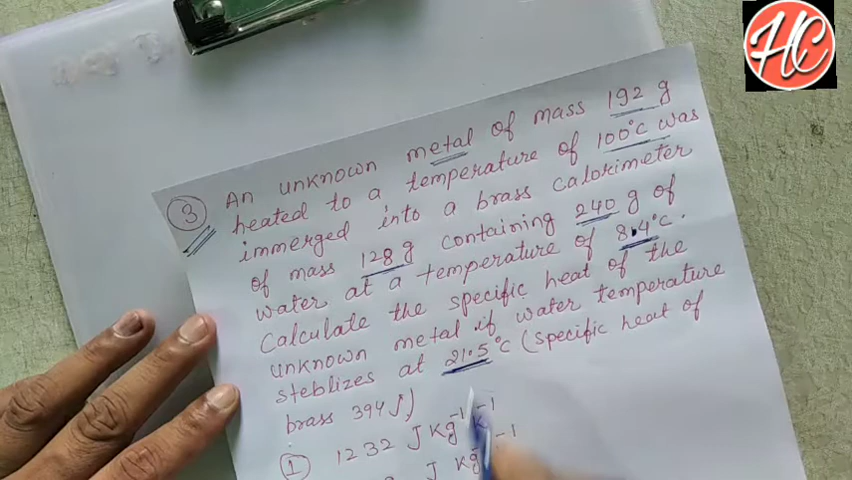 HC
③ An unknown metal of mass 192 g
heated to a temperature of 100°C was
immerged into a brass calorimeter
of mass 128 g containing 240 g of
water at a temperature of 8.4°C.
Calculate the specific heat of the
unknown metal if water temperature
steblizes at 21.5°C (specific heat of
brass 394 J)
① 1232 J kg⁻¹ k⁻¹
J kg⁻¹